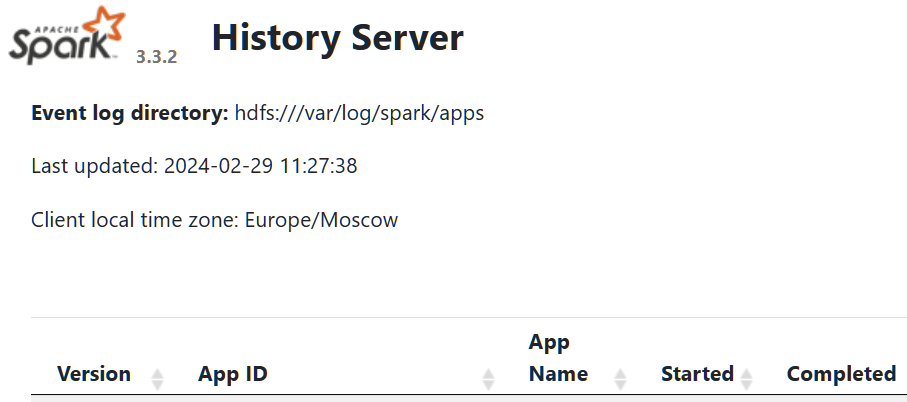 APACHE
Spark™ 3.3.2 History Server
Event log directory: hdfs:///var/log/spark/apps
Last updated: 2024-02-29 11:27:38
Client local time zone: Europe/Moscow
App
Version App ID Name Started Completed